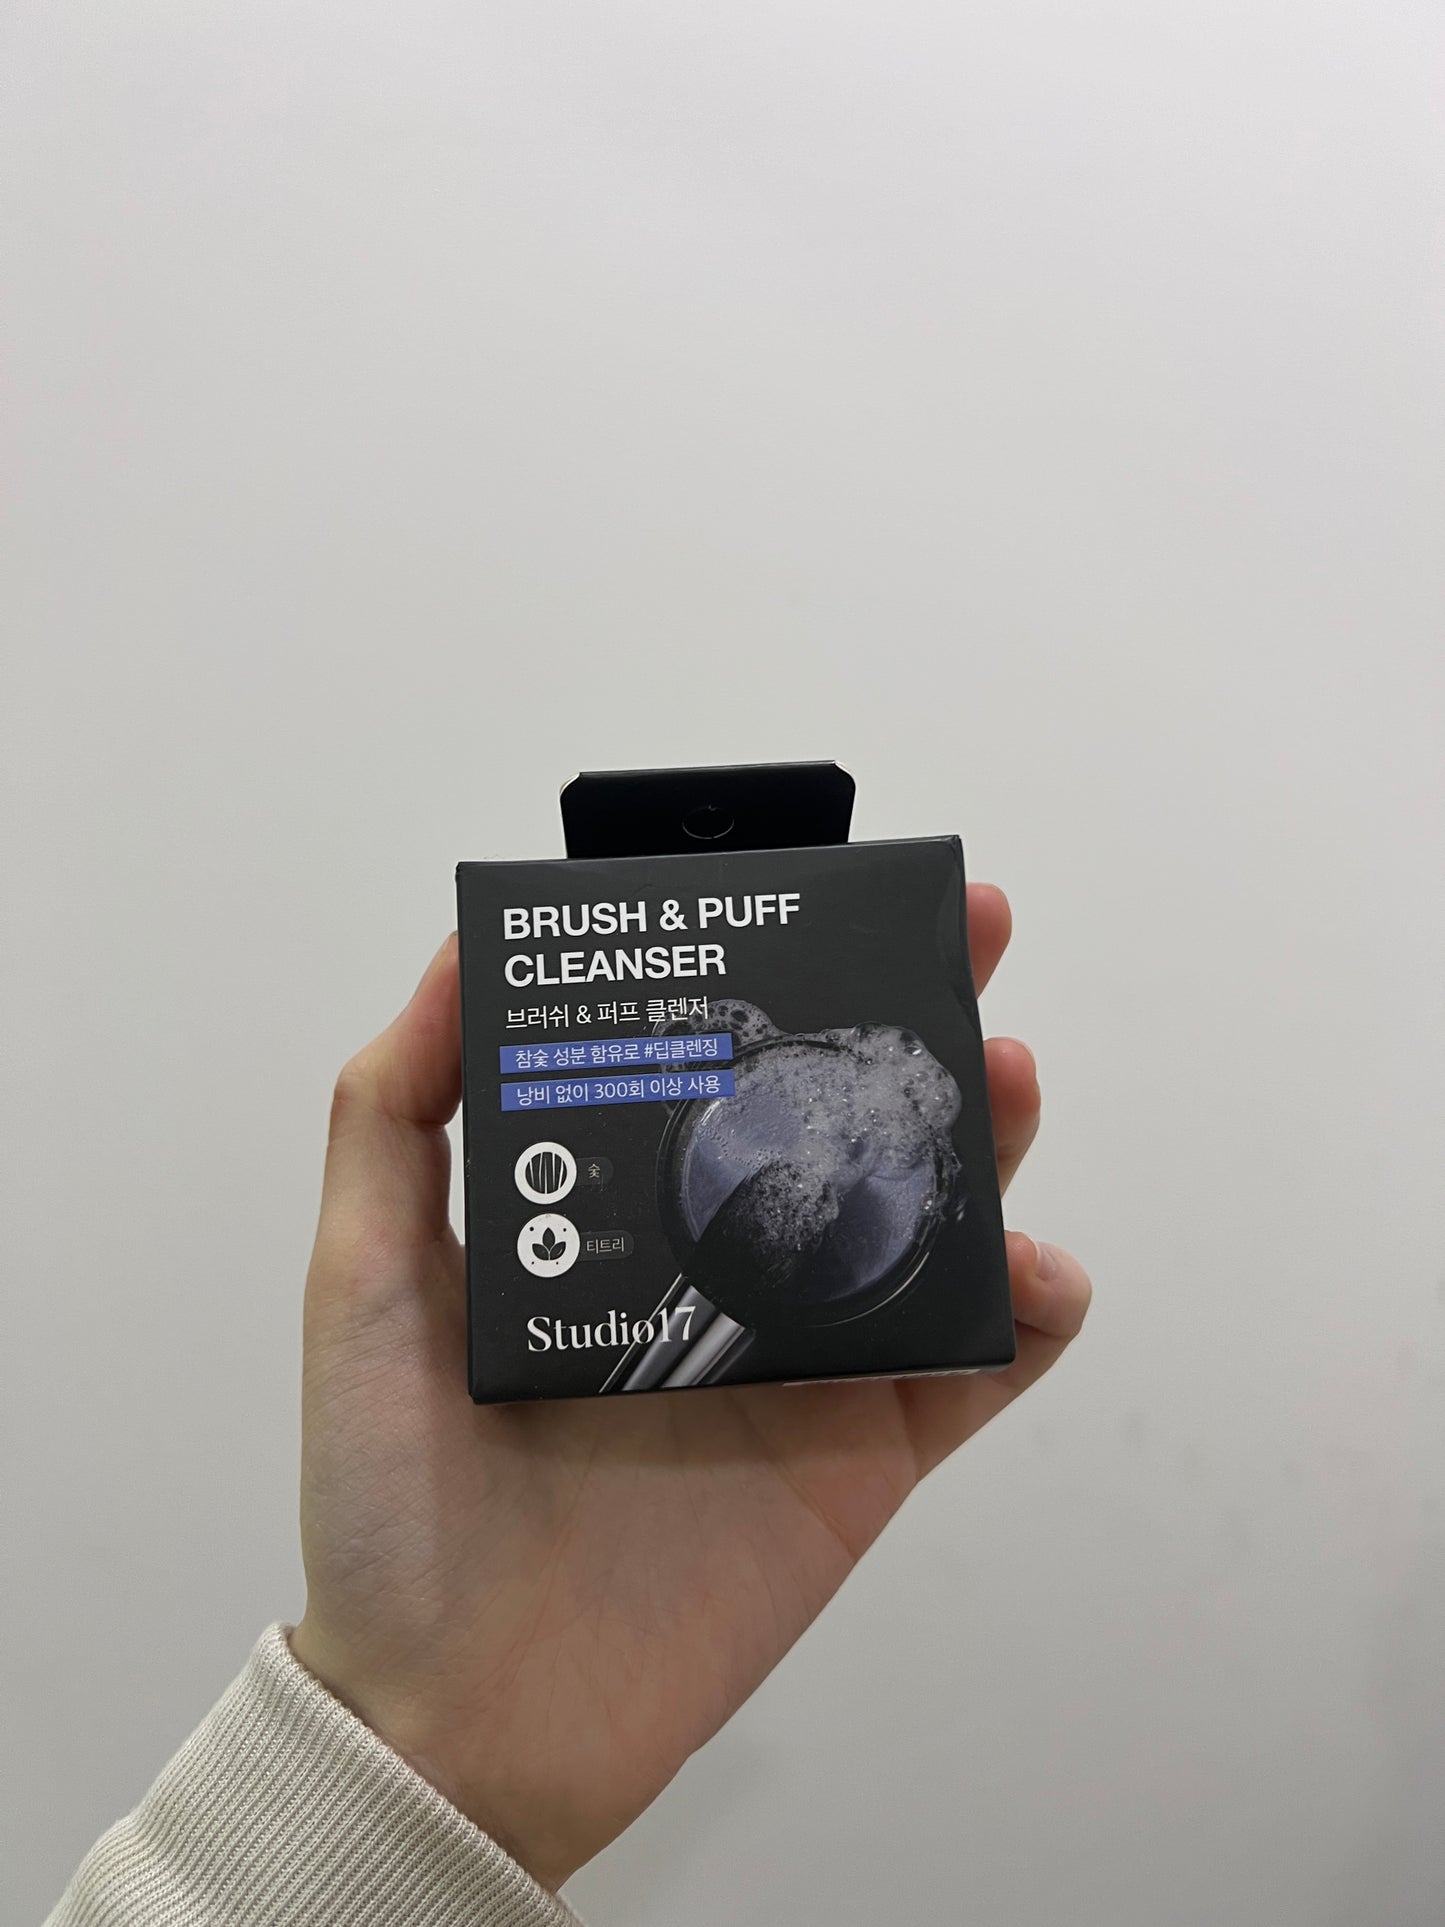 BRUSH & PUFF
CLEANSER
브러쉬 & 퍼프 클렌저
참숯 성분 함유로 #딥클렌징
낭비 없이 300회 이상 사용
숯
티트리
Studio17